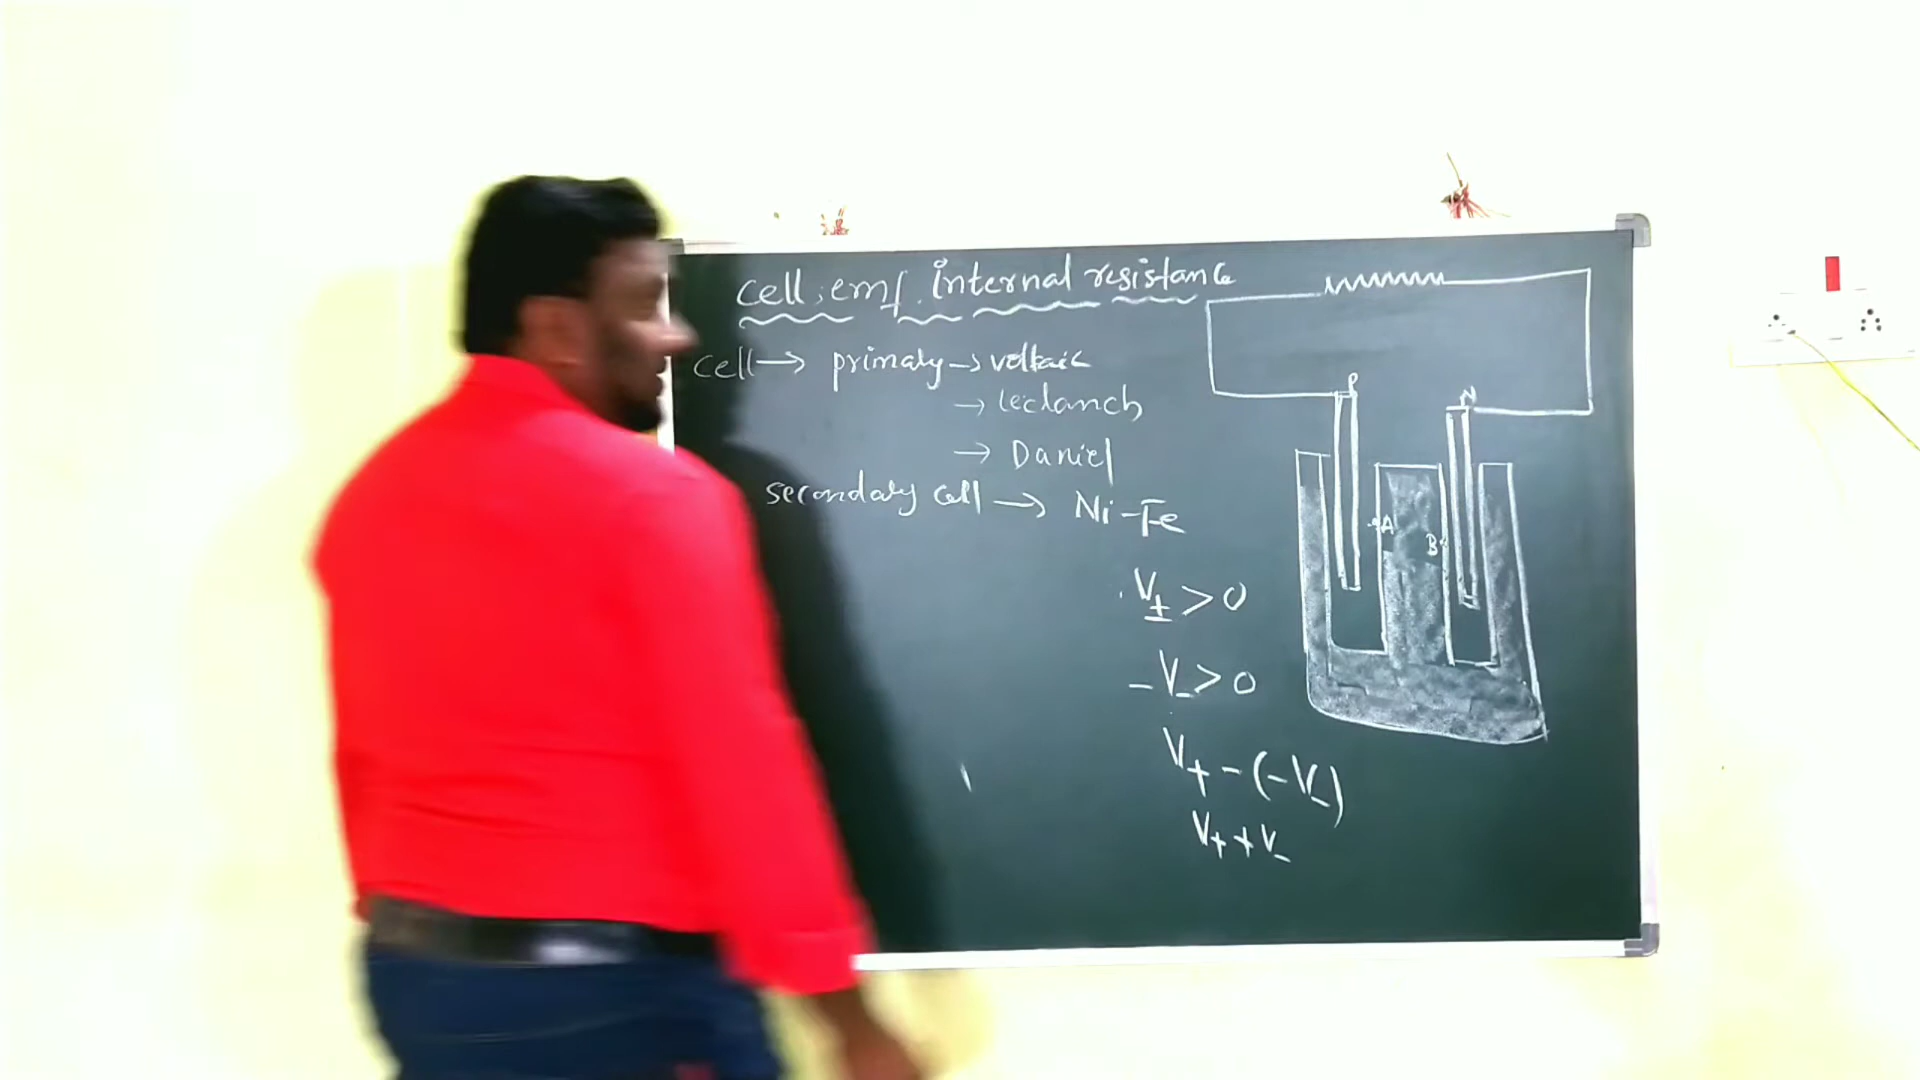 cell, emf, internal resistance
cell → primary → voltaic
→ leclanch
→ Daniel
secondary cell → Ni-Fe
V+ > 0
-V- > 0
V+ - (-V-)
V+ + V-
P
N
A
B